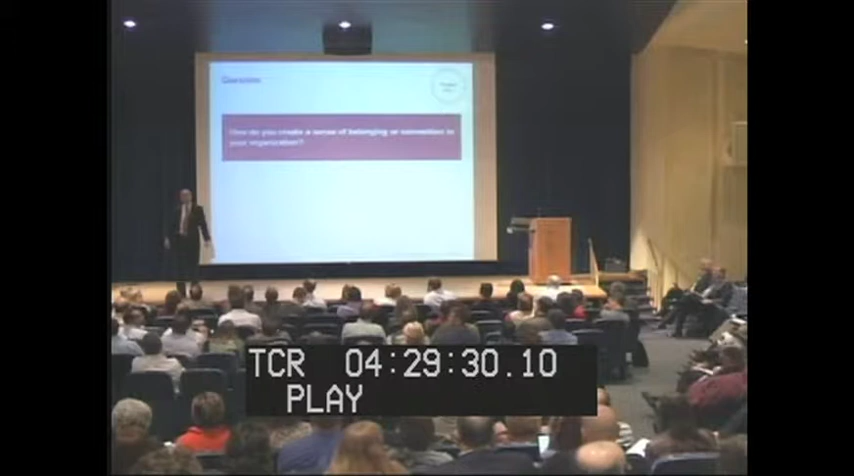 Question
How do you create a sense of belonging or connection in
your organization?
TCR 04:29:30.10
PLAY